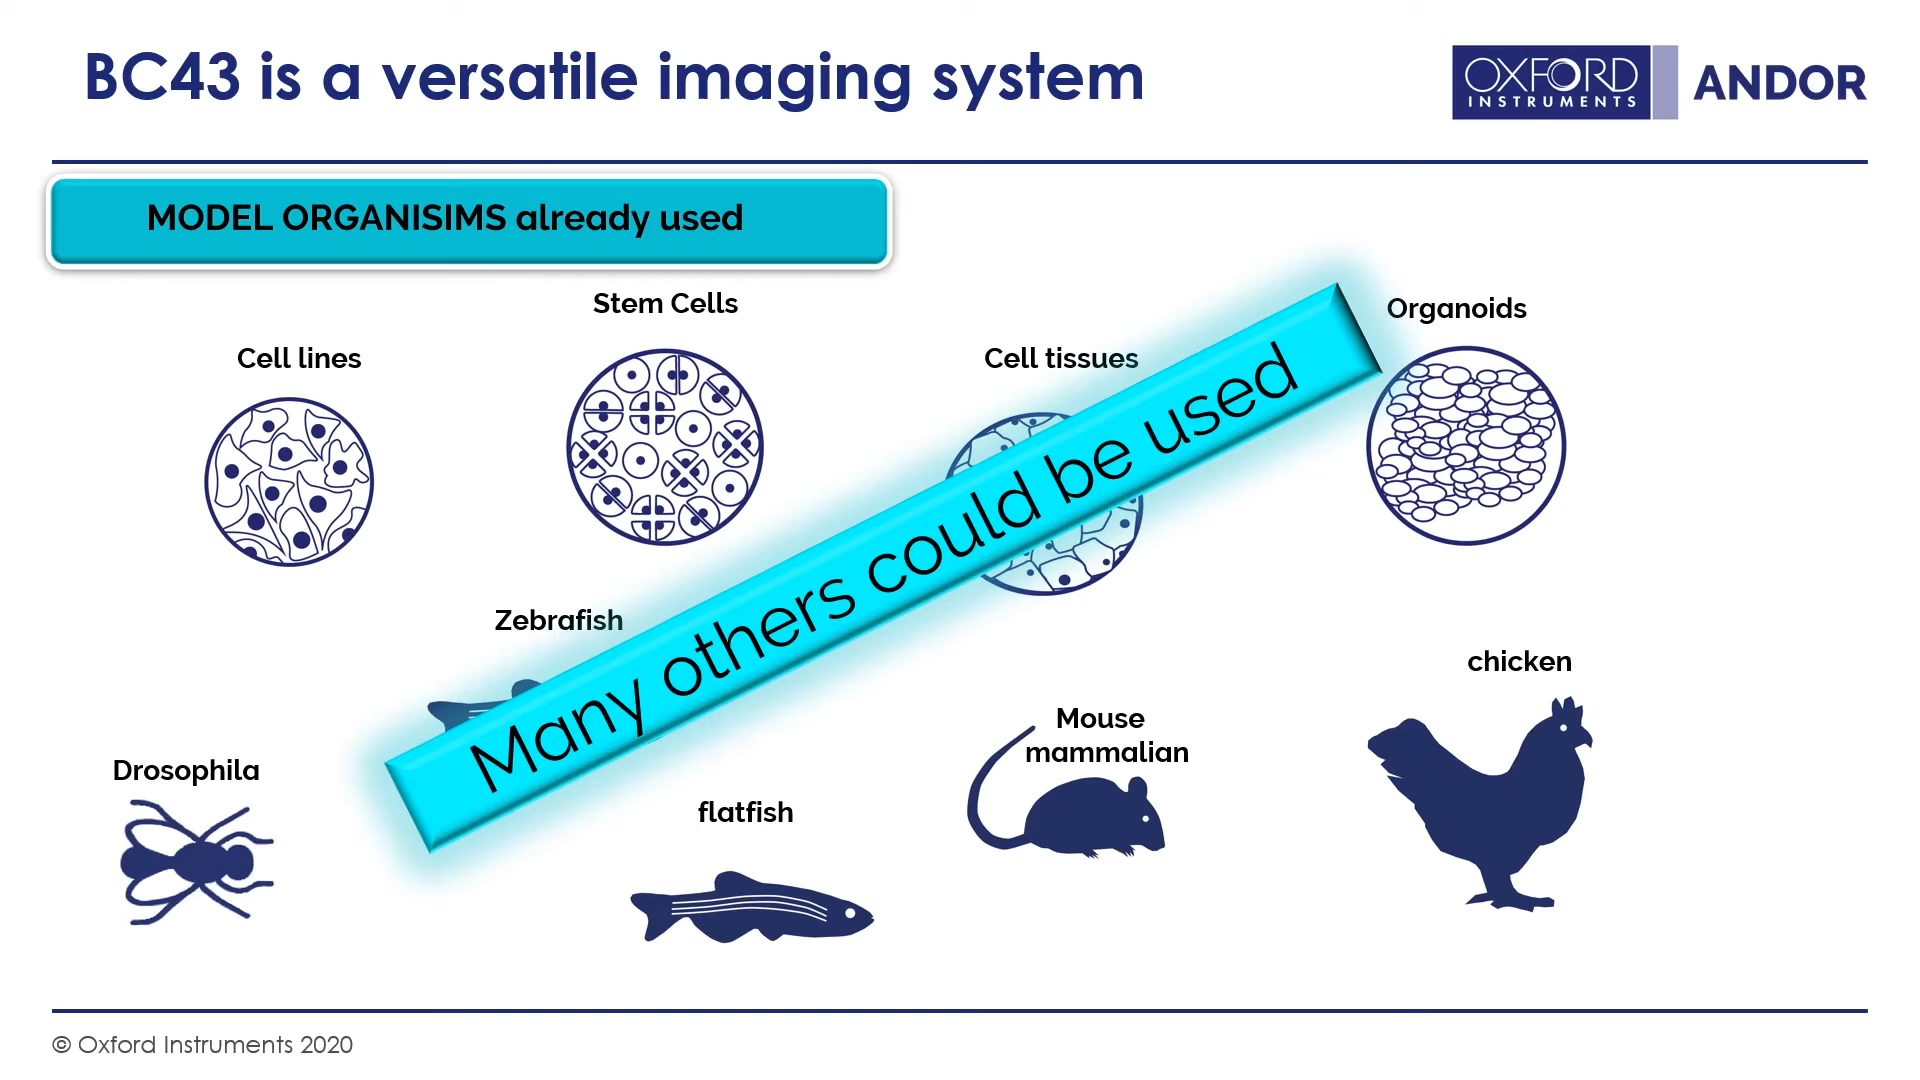 BC43 is a versatile imaging system
OXFORD
INSTRUMENTS
ANDOR
MODEL ORGANISIMS already used
Stem Cells
Organoids
Cell lines
Cell tissues
Many others could be used
Zebrafish
chicken
Mouse
mammalian
Drosophila
flatfish
© Oxford Instruments 2020